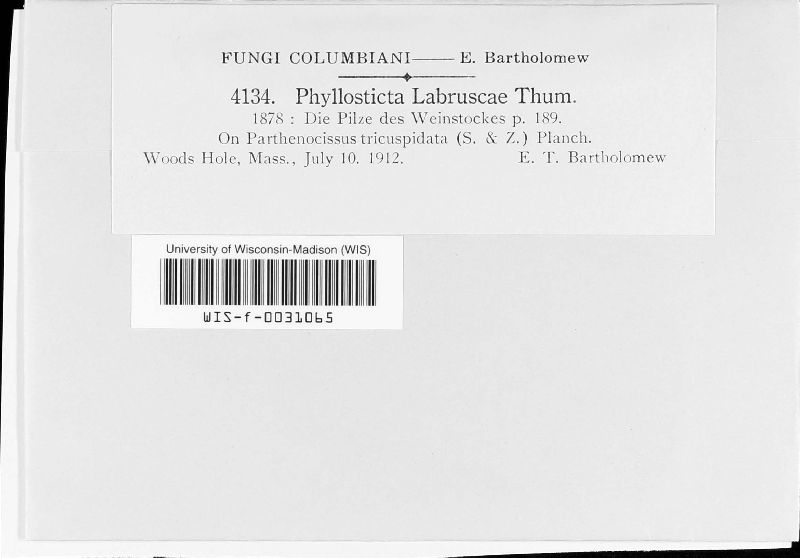 FUNGI COLUMBIANI—— E. Bartholomew
4134. Phyllosticta Labruscae Thum.
1878 : Die Pilze des Weinstockes p. 189.
On Parthenocissus tricuspidata (S. & Z.) Planch.
Woods Hole, Mass., July 10. 1912. E. T. Bartholomew
University of Wisconsin-Madison (WIS)
WIS-f-0031065